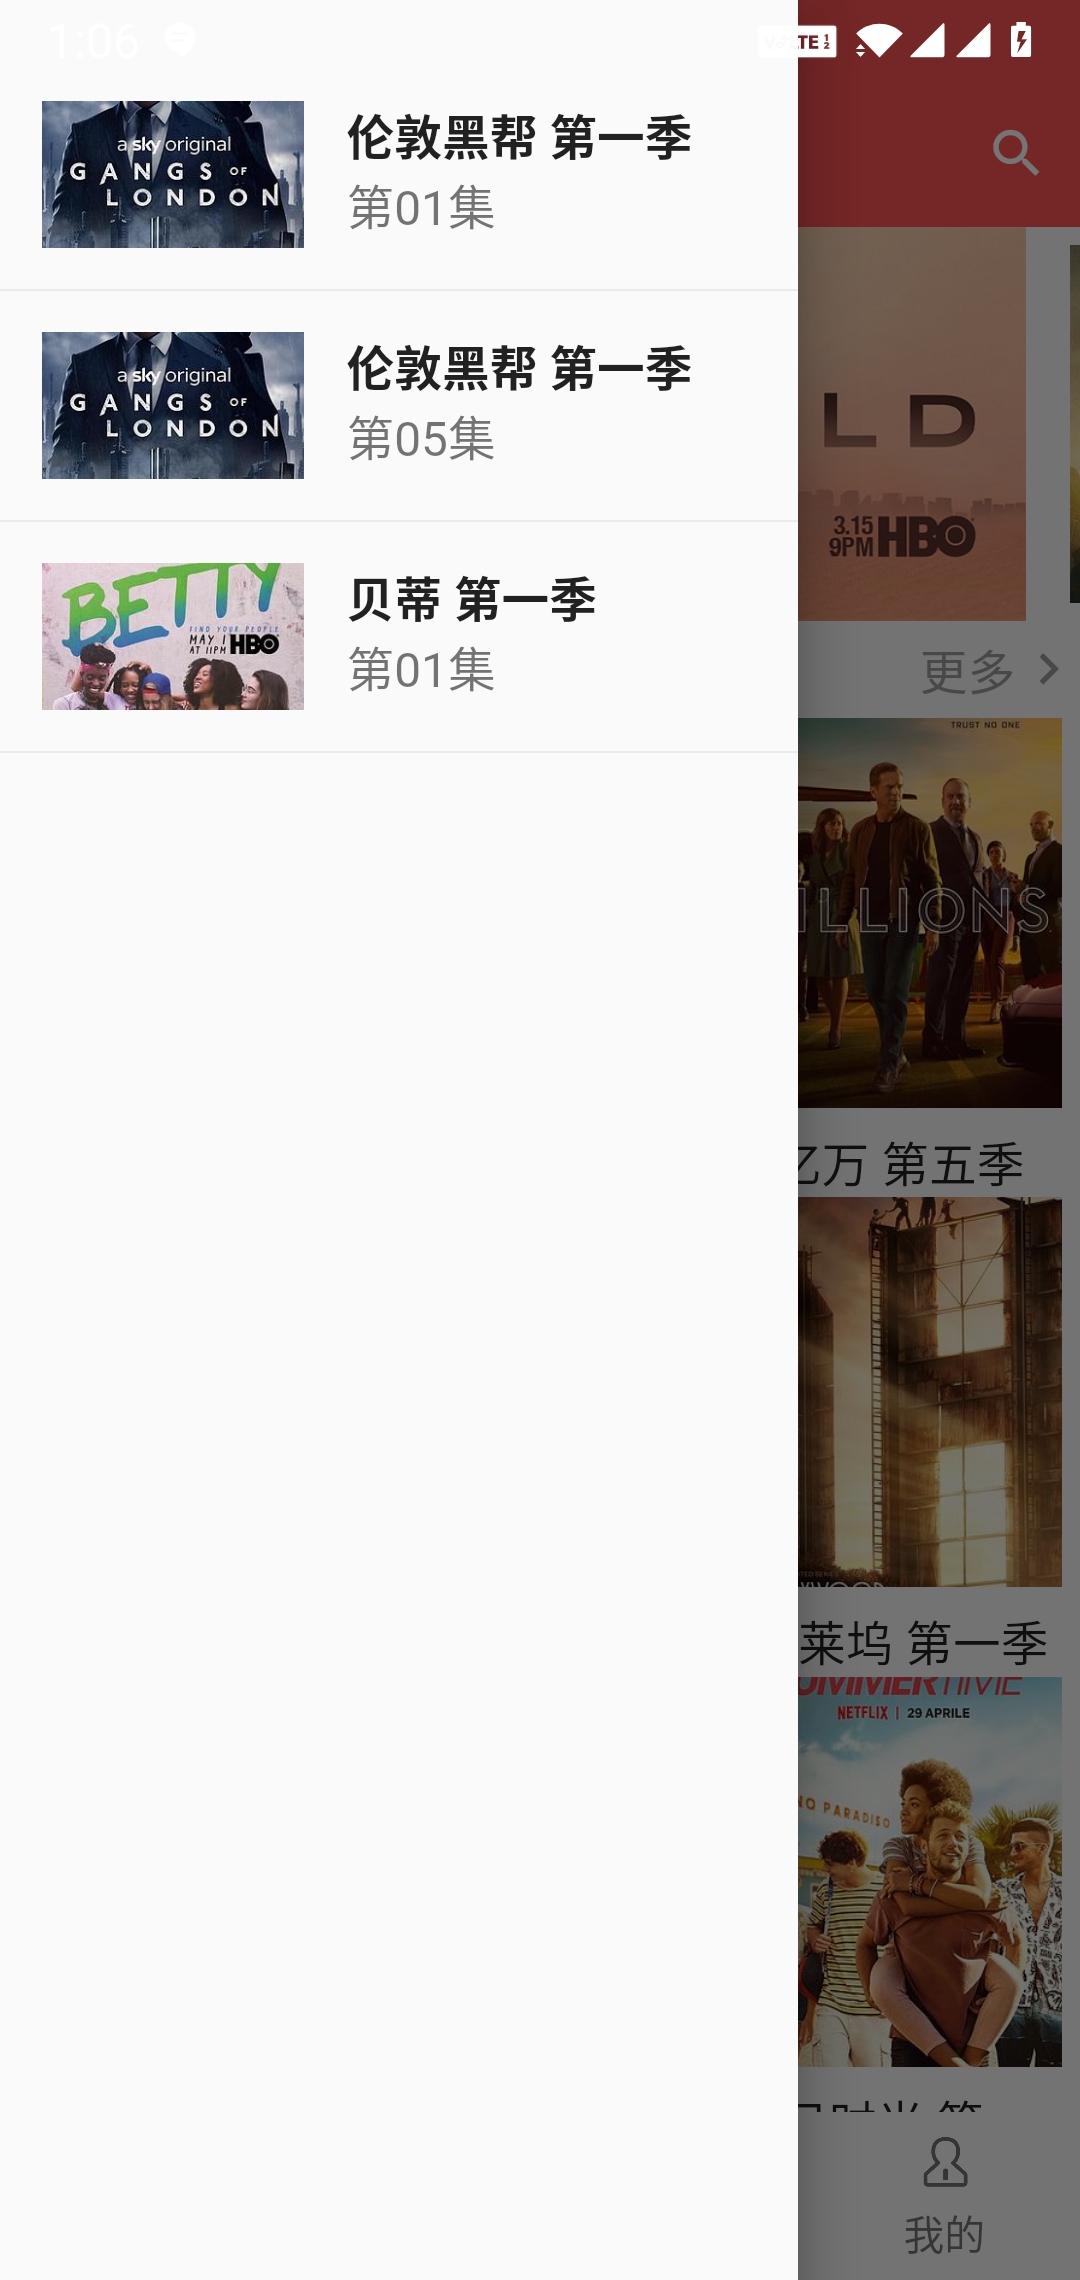 1:06
LTE 1 2
a sky original
GANGS OF
LONDON
伦敦黑帮 第一季
第01集
a sky original
GANGS OF
LONDON
伦敦黑帮 第一季
第05集
BETTY
FIND YOUR PEOPLE
MAY 1
AT 11PM HBO
贝蒂 第一季
第01集
LD
3.15
9PM HBO
更多
TRUST NO ONE
ILLIONS
亿万 第五季
莱坞 第一季
UMMERTIME
NETFLIX | 29 APRILE
NO PARADISO
我的